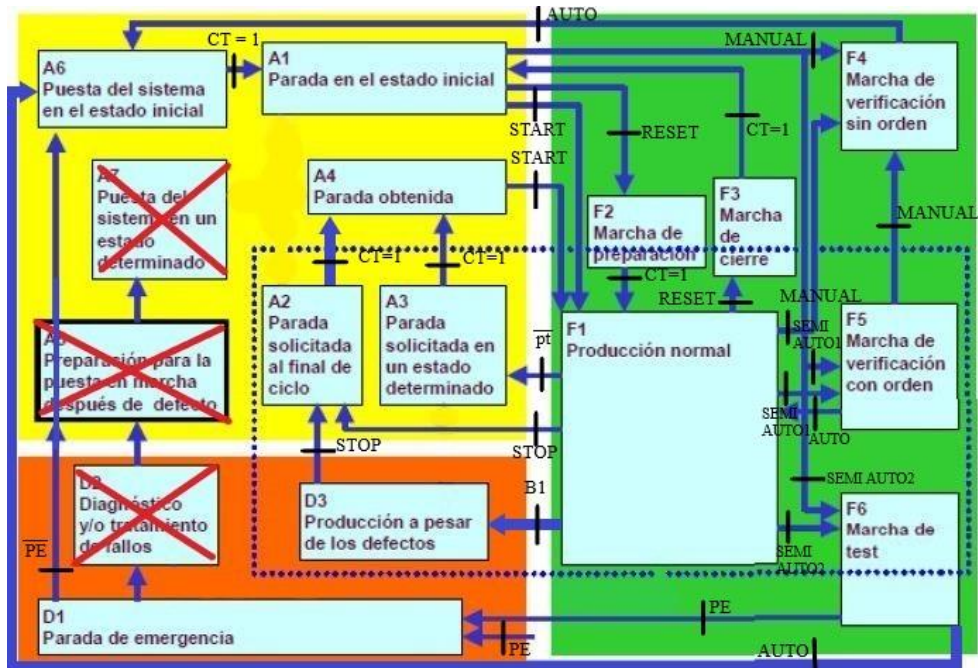 AUTO
CT = 1
MANUAL
A6
Puesta del sistema
en el estado inicial
A1
Parada en el estado inicial
F4
Marcha de
verificación
sin orden
START
RESET
CT=1
START
A7
Puesta del
sistema en un
estado
determinado
A4
Parada obtenida
F2
Marcha de
preparación
F3
Marcha
de
cierre
MANUAL
CT=1
CT=1
CT=1
RESET
MANUAL
A2
Parada
solicitada
al final de
ciclo
A3
Parada
solicitada en
un estado
determinado
pt
F1
Producción normal
SEMI
AUTO1
F5
Marcha de
verificación
con orden
A5
Preparación para la
puesta en marcha
después de defecto
SEMI
AUTO1
AUTO
STOP
STOP
D2
Diagnóstico
y/o tratamiento
de fallos
B1
SEMI AUTO2
D3
Producción a pesar
de los defectos
F6
Marcha de
test
PE
SEMI
AUTO2
D1
Parada de emergencia
PE
PE
AUTO